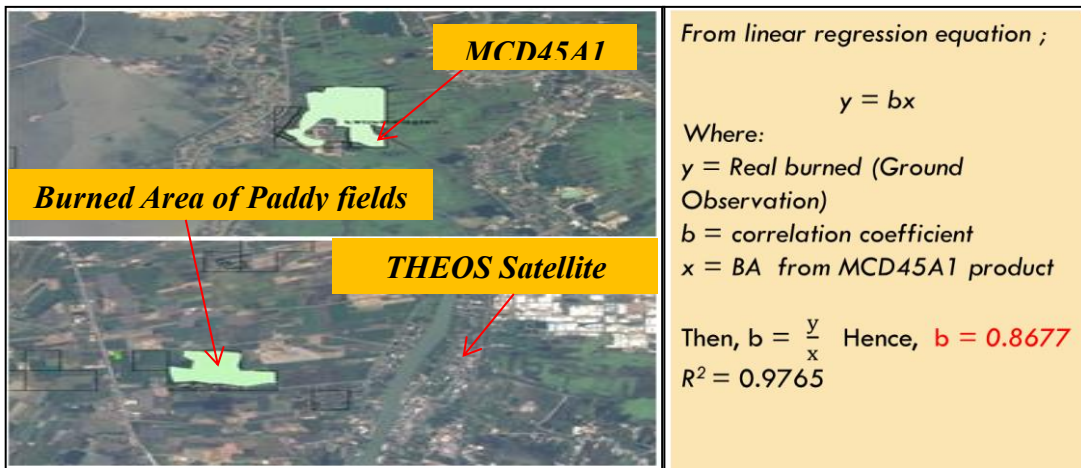 MCD45A1
Burned Area of Paddy fields
THEOS Satellite
From linear regression equation ;
y = bx
Where:
y = Real burned (Ground
Observation)
b = correlation coefficient
x = BA from MCD45A1 product
Then, b = y/x Hence, b = 0.8677
R² = 0.9765